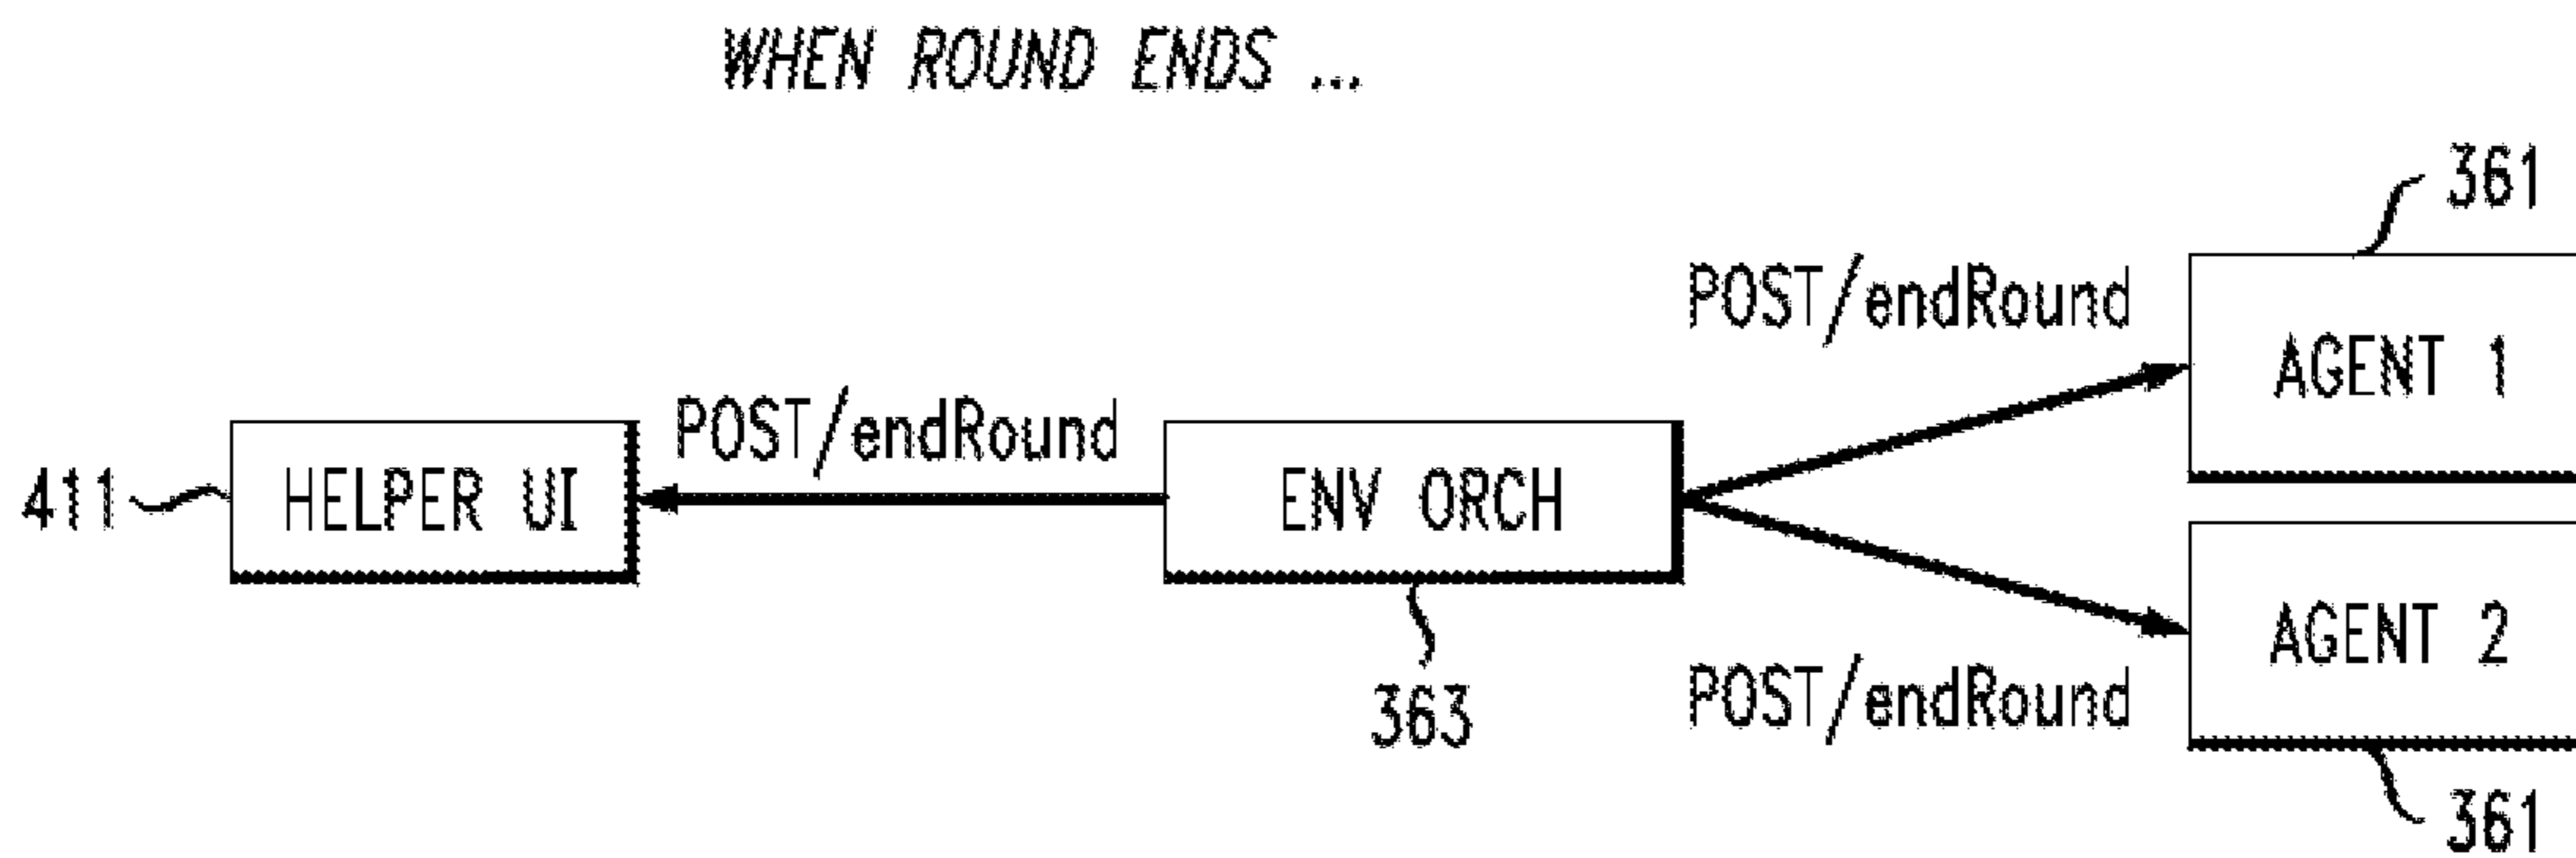 WHEN ROUND ENDS ...
361
POST/endRound
AGENT 1
POST/endRound
411
HELPER UI
ENV ORCH
AGENT 2
363
POST/endRound
361